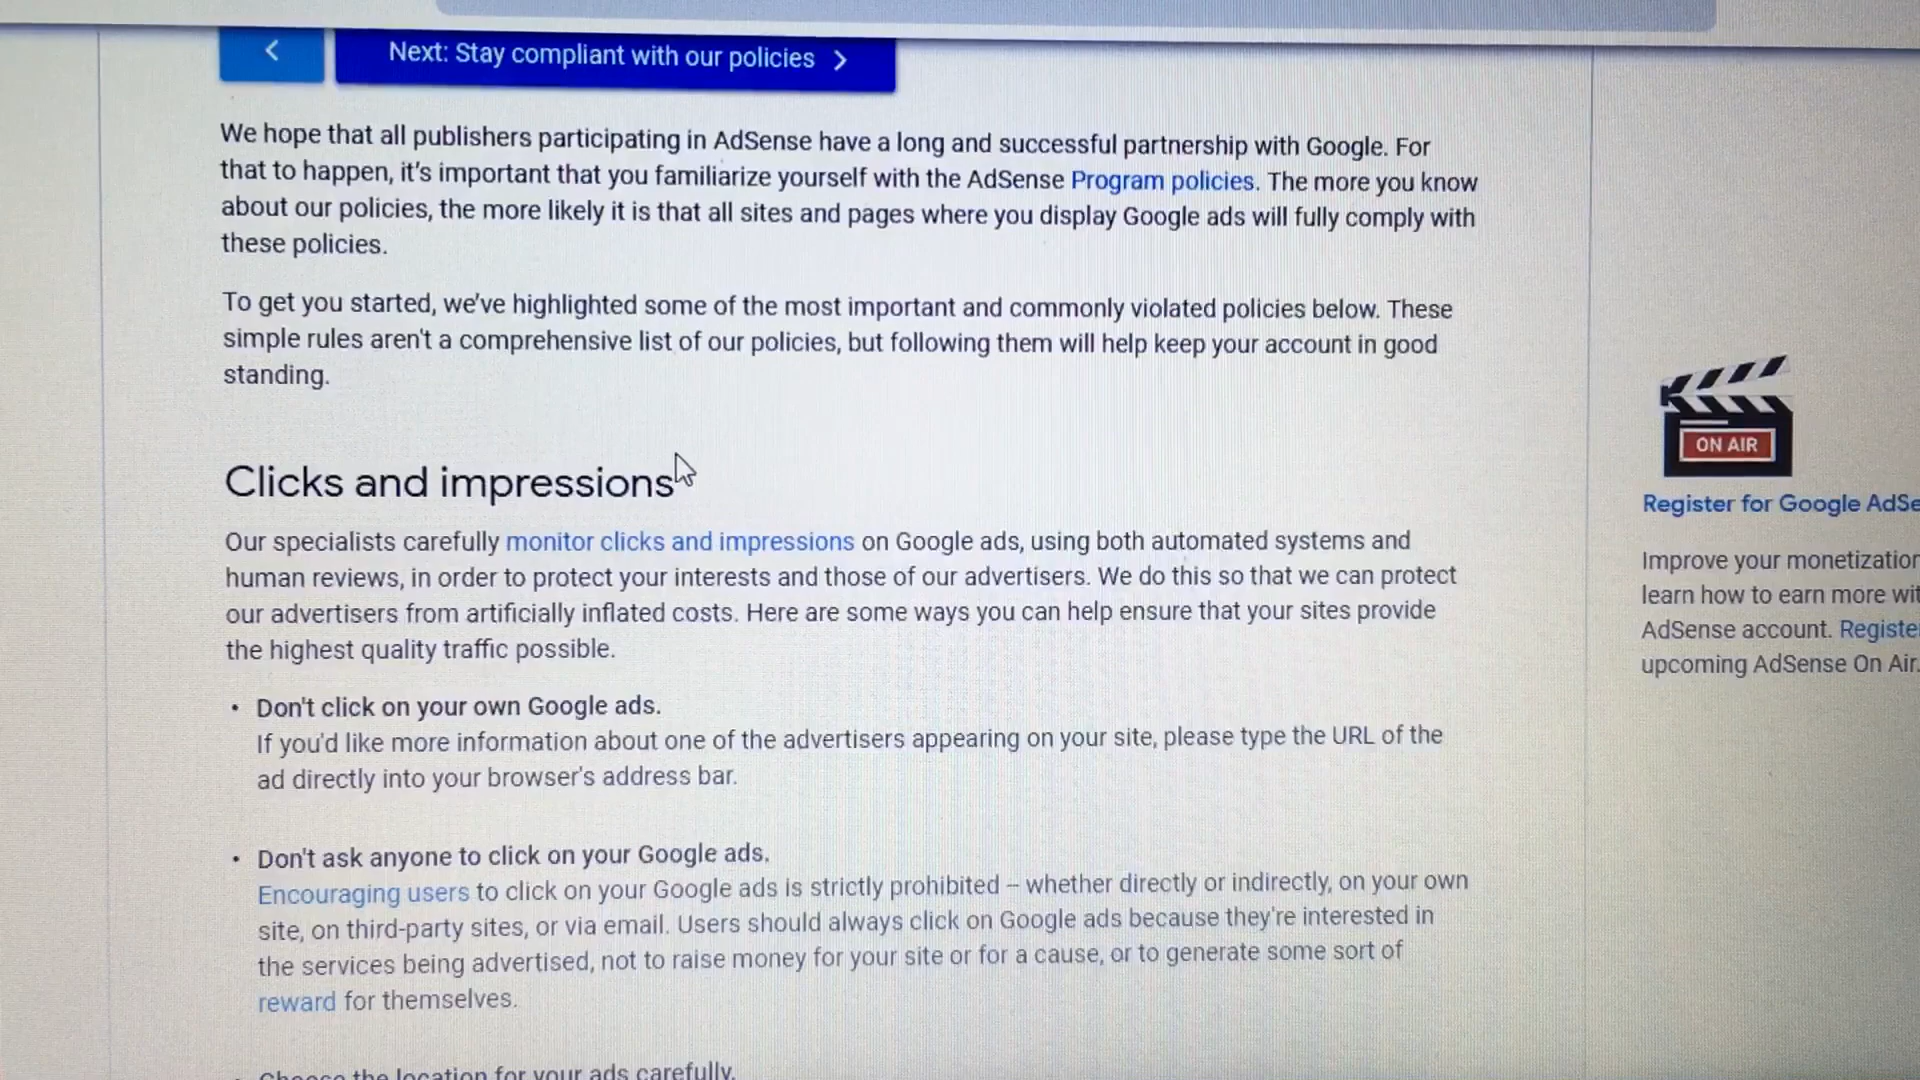 Next: Stay compliant with our policies
We hope that all publishers participating in AdSense have a long and successful partnership with Google. For
that to happen, it's important that you familiarize yourself with the AdSense Program policies. The more you know
about our policies, the more likely it is that all sites and pages where you display Google ads will fully comply with
these policies.
To get you started, we've highlighted some of the most important and commonly violated policies below. These
simple rules aren't a comprehensive list of our policies, but following them will help keep your account in good
standing.
Clicks and impressions
Our specialists carefully monitor clicks and impressions on Google ads, using both automated systems and
human reviews, in order to protect your interests and those of our advertisers. We do this so that we can protect
our advertisers from artificially inflated costs. Here are some ways you can help ensure that your sites provide
the highest quality traffic possible.
• Don't click on your own Google ads.
If you'd like more information about one of the advertisers appearing on your site, please type the URL of the
ad directly into your browser's address bar.
• Don't ask anyone to click on your Google ads.
Encouraging users to click on your Google ads is strictly prohibited – whether directly or indirectly, on your own
site, on third-party sites, or via email. Users should always click on Google ads because they're interested in
the services being advertised, not to raise money for your site or for a cause, or to generate some sort of
reward for themselves.
Choose the location for your ads carefully.
ON AIR
Register for Google AdSe
Improve your monetization
learn how to earn more wit
AdSense account. Register
upcoming AdSense On Air.